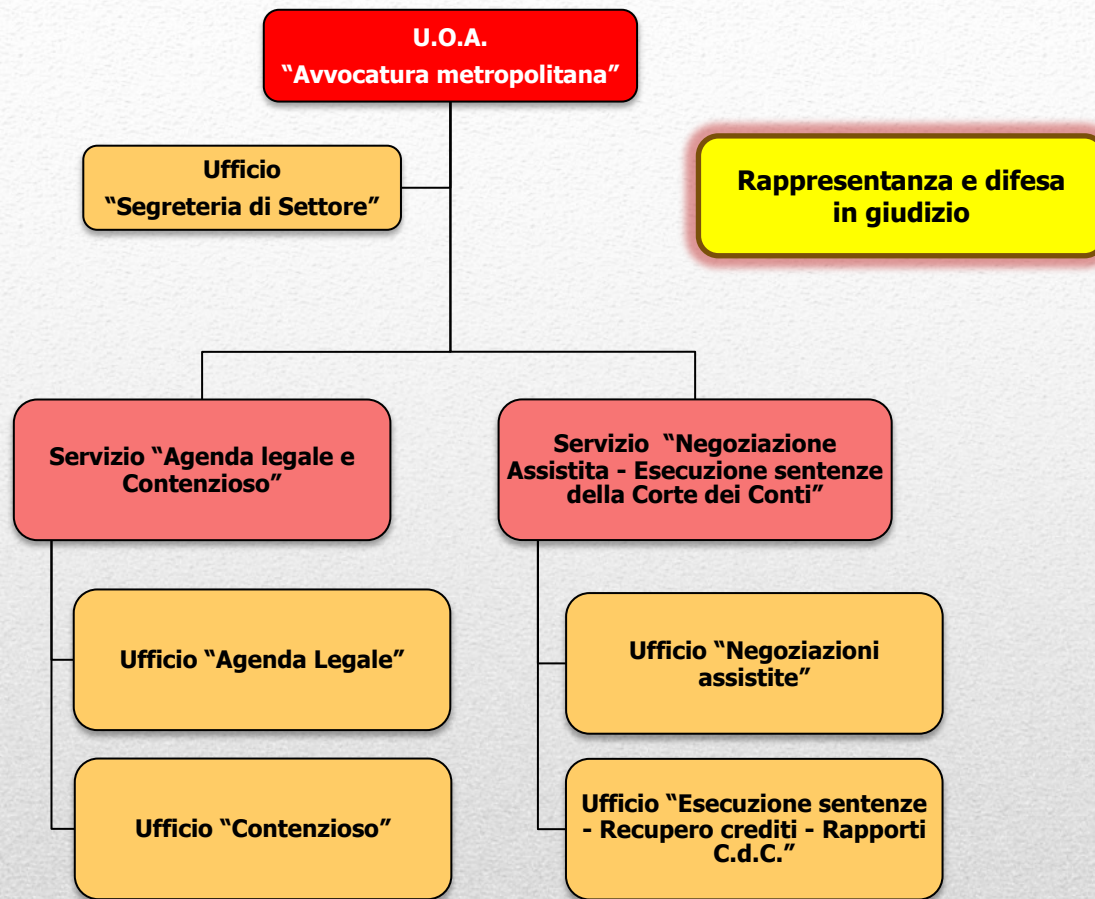 U.O.A.
“Avvocatura metropolitana”
Ufficio
“Segreteria di Settore”
Rappresentanza e difesa
in giudizio
Servizio “Agenda legale e
Contenzioso”
Servizio “Negoziazione
Assistita - Esecuzione sentenze
della Corte dei Conti”
Ufficio “Agenda Legale”
Ufficio “Negoziazioni
assistite”
Ufficio “Contenzioso”
Ufficio “Esecuzione sentenze
- Recupero crediti - Rapporti
C.d.C.”